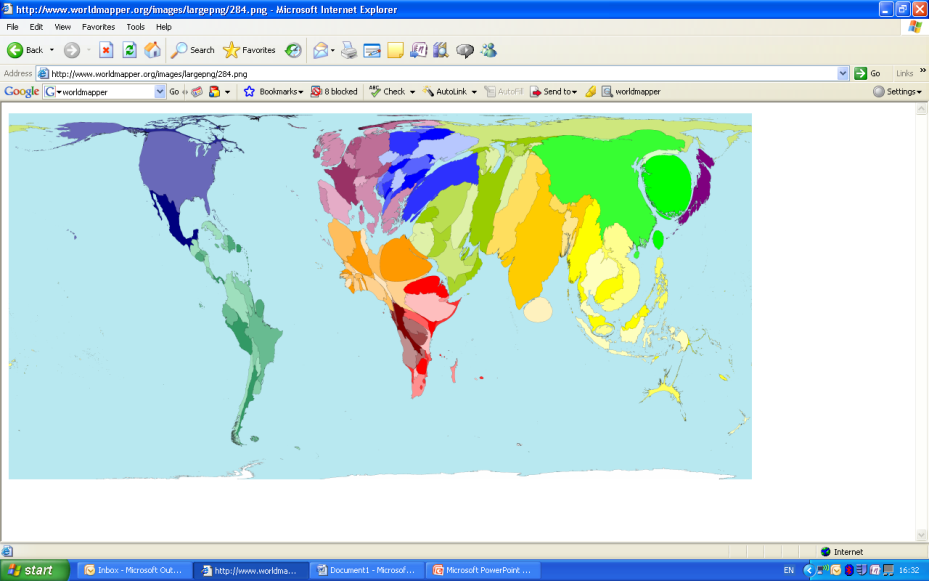 http://www.worldmapper.org/images/largepng/284.png - Microsoft Internet Explorer
File Edit View Favorites Tools Help
Back Search Favorites
Address http://www.worldmapper.org/images/largepng/284.png Go Links »
Google G worldmapper Go Bookmarks 8 blocked ABC Check AutoLink AutoFill Send to worldmapper Settings
Internet
start Inbox - Microsoft Out... http://www.worldma... Document1 - Microsof... Microsoft PowerPoint ... EN 16:32